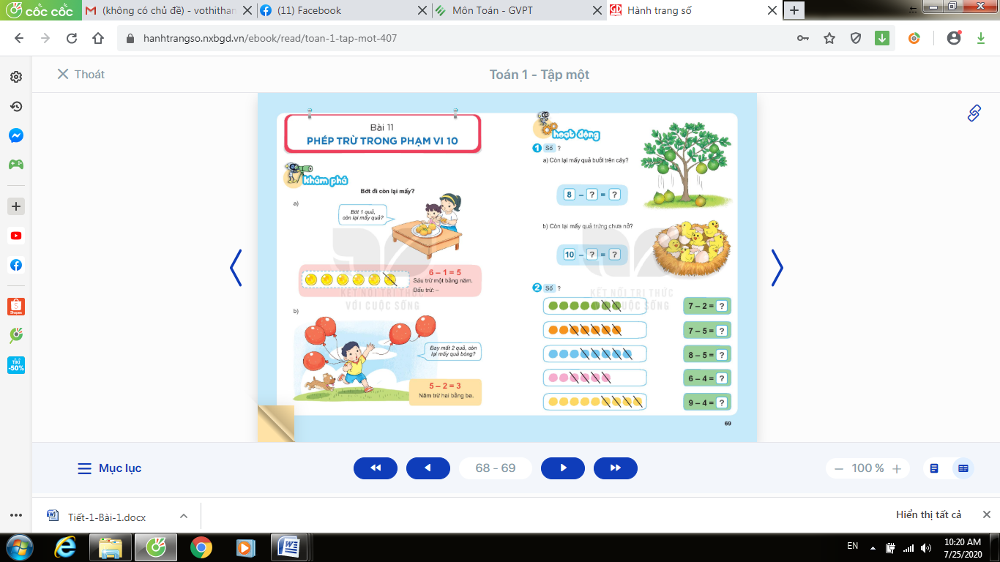 cốc cốc
(không có chủ đề) - vothithan
(11) Facebook
Môn Toán - GVPT
Hành trang số
hanhtrangso.nxbgd.vn/ebook/read/toan-1-tap-mot-407
Thoát
Toán 1 - Tập một
Bài 11
PHÉP TRỪ TRONG PHẠM VI 10
khám phá
Bớt đi còn lại mấy?
a)
Bớt 1 quả,
còn lại mấy quả?
6 – 1 = 5
Sáu trừ một bằng năm.
Dấu trừ: –
b)
Bay mất 2 quả, còn
lại mấy quả bóng?
5 – 2 = 3
Năm trừ hai bằng ba.
KẾT NỐI TRI THỨC
VỚI CUỘC SỐNG
hoạt động
1 Số ?
a) Còn lại mấy quả bưởi trên cây?
8 – ? = ?
b) Còn lại mấy quả trứng chưa nở?
10 – ? = ?
KẾT NỐI TRI THỨC
CUỘC SỐNG
2 Số ?
7 – 2 = ?
7 – 5 = ?
8 – 5 = ?
6 – 4 = ?
9 – 4 = ?
69
Mục lục
68 - 69
100 %
Shopee
TIKI
-50%
Tiết-1-Bài-1.docx
Hiển thị tất cả
EN
10:20 AM
7/25/2020